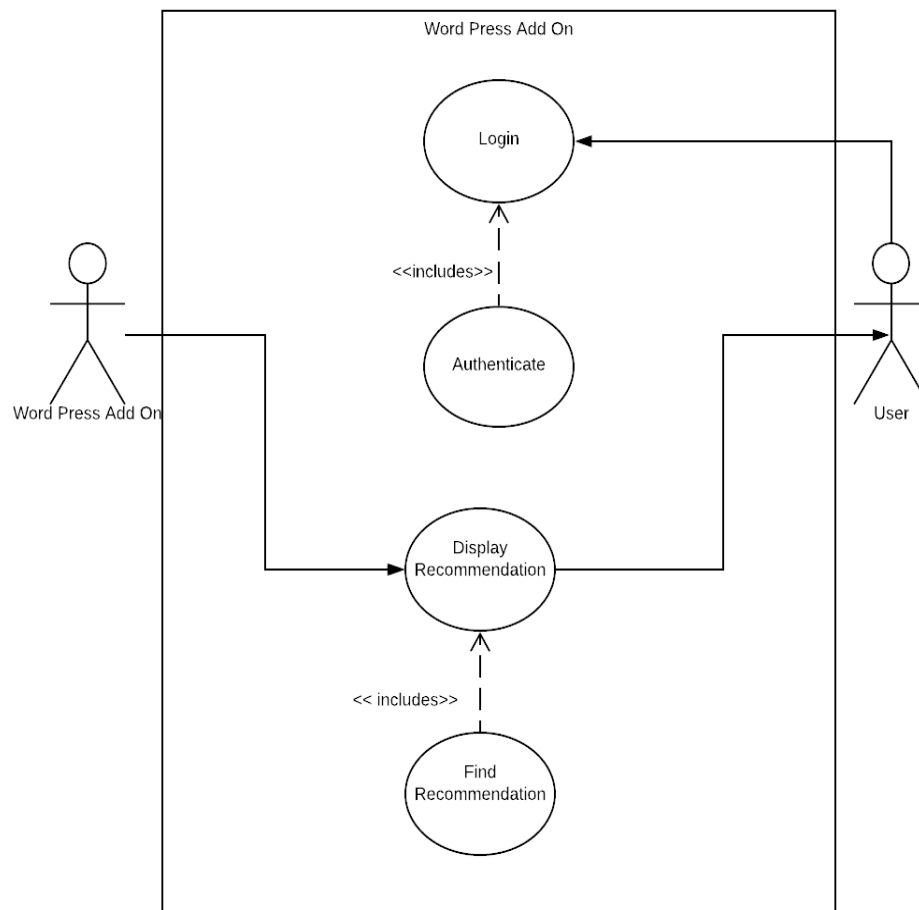 Word Press Add On
Login
<<includes>>
Authenticate
Word Press Add On
User
Display
Recommendation
<< includes>>
Find
Recommendation